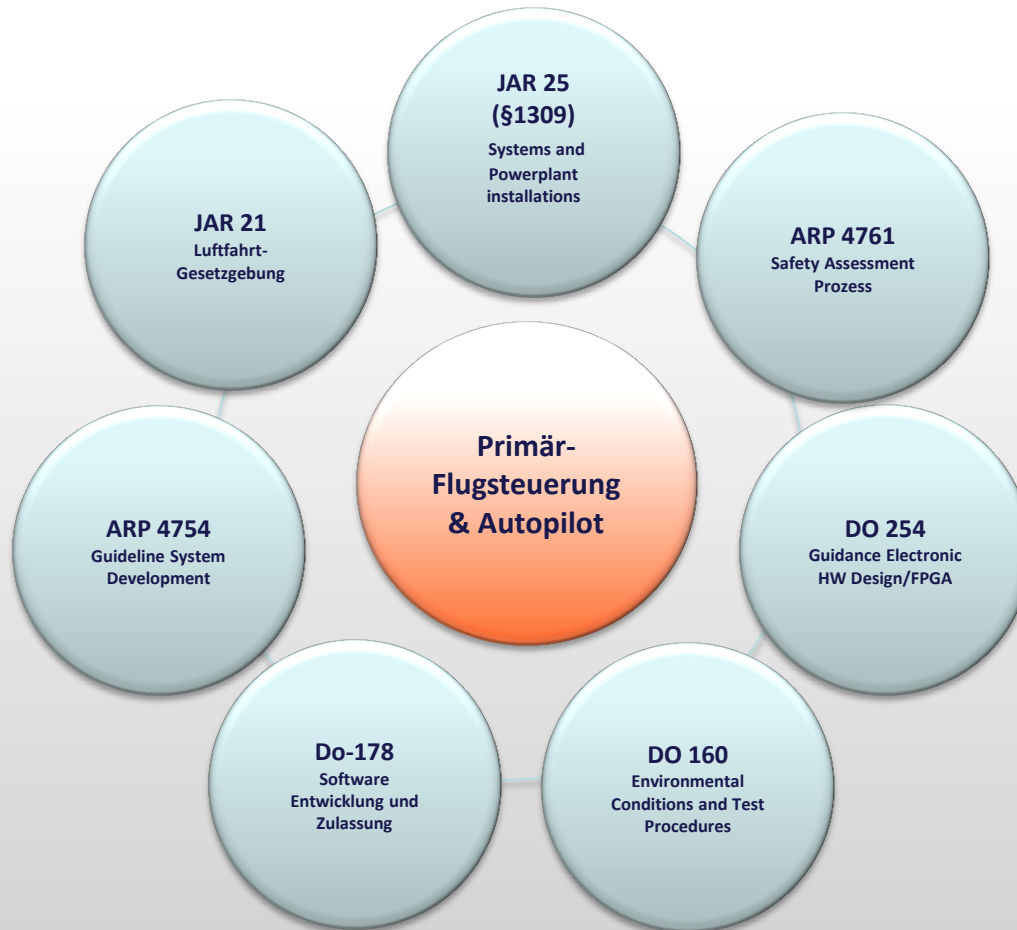 JAR 25
(§1309)
Systems and
Powerplant
installations
JAR 21
Luftfahrt-
Gesetzgebung
ARP 4761
Safety Assessment
Prozess
Primär-
Flugsteuerung
& Autopilot
ARP 4754
Guideline System
Development
DO 254
Guidance Electronic
HW Design/FPGA
Do-178
Software
Entwicklung und
Zulassung
DO 160
Environmental
Conditions and Test
Procedures